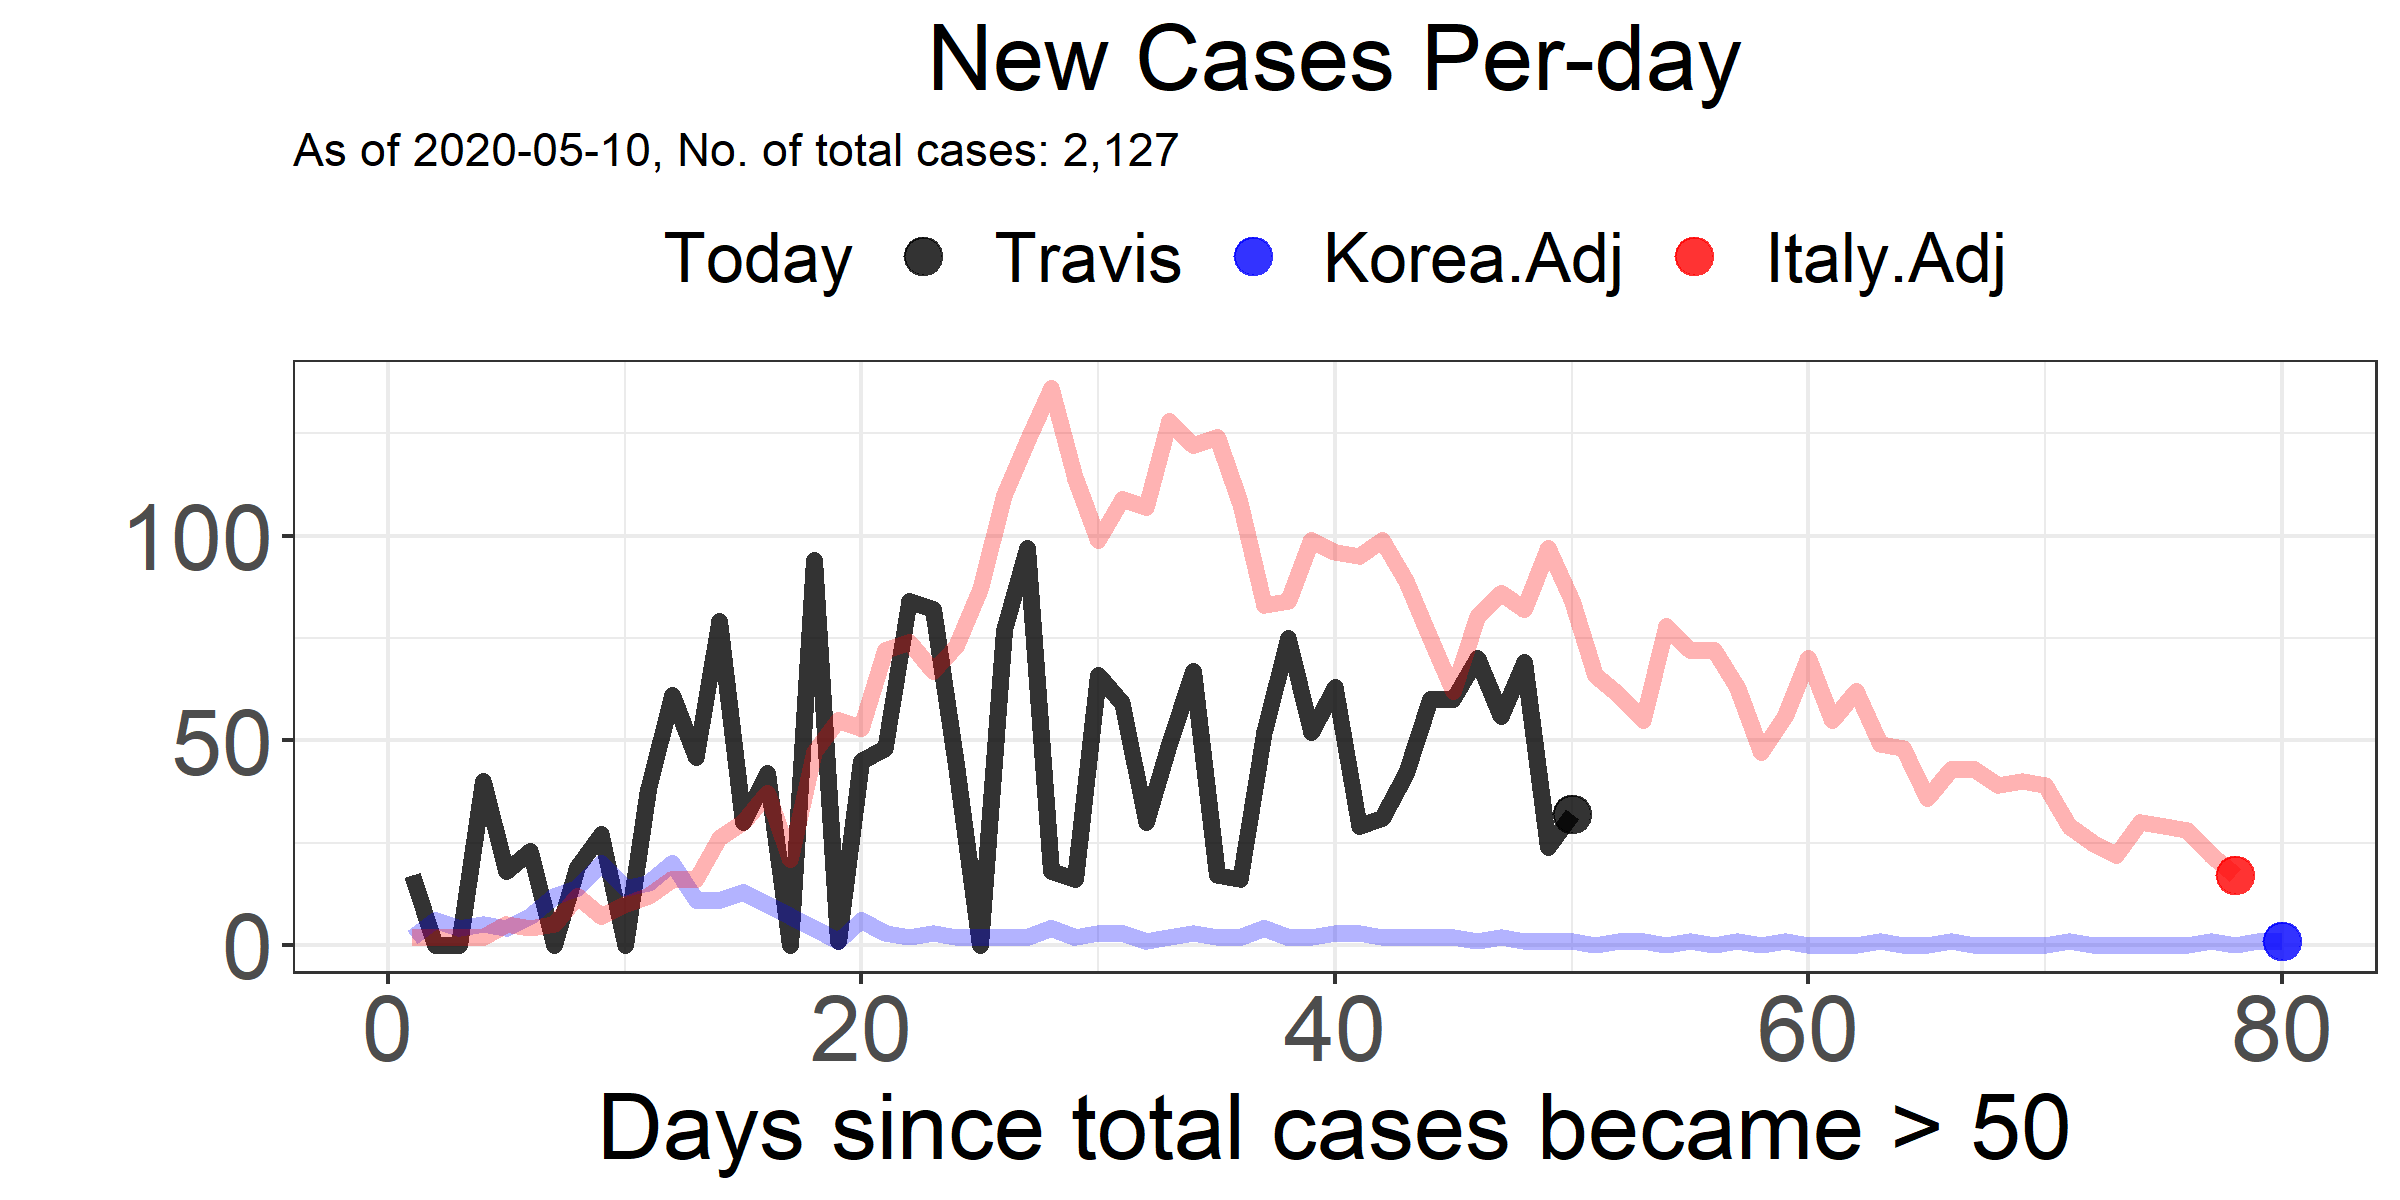 New Cases Per-day
As of 2020-05-10, No. of total cases: 2,127
Today Travis Korea.Adj Italy.Adj
100
50
0
0 20 40 60 80
Days since total cases became > 50